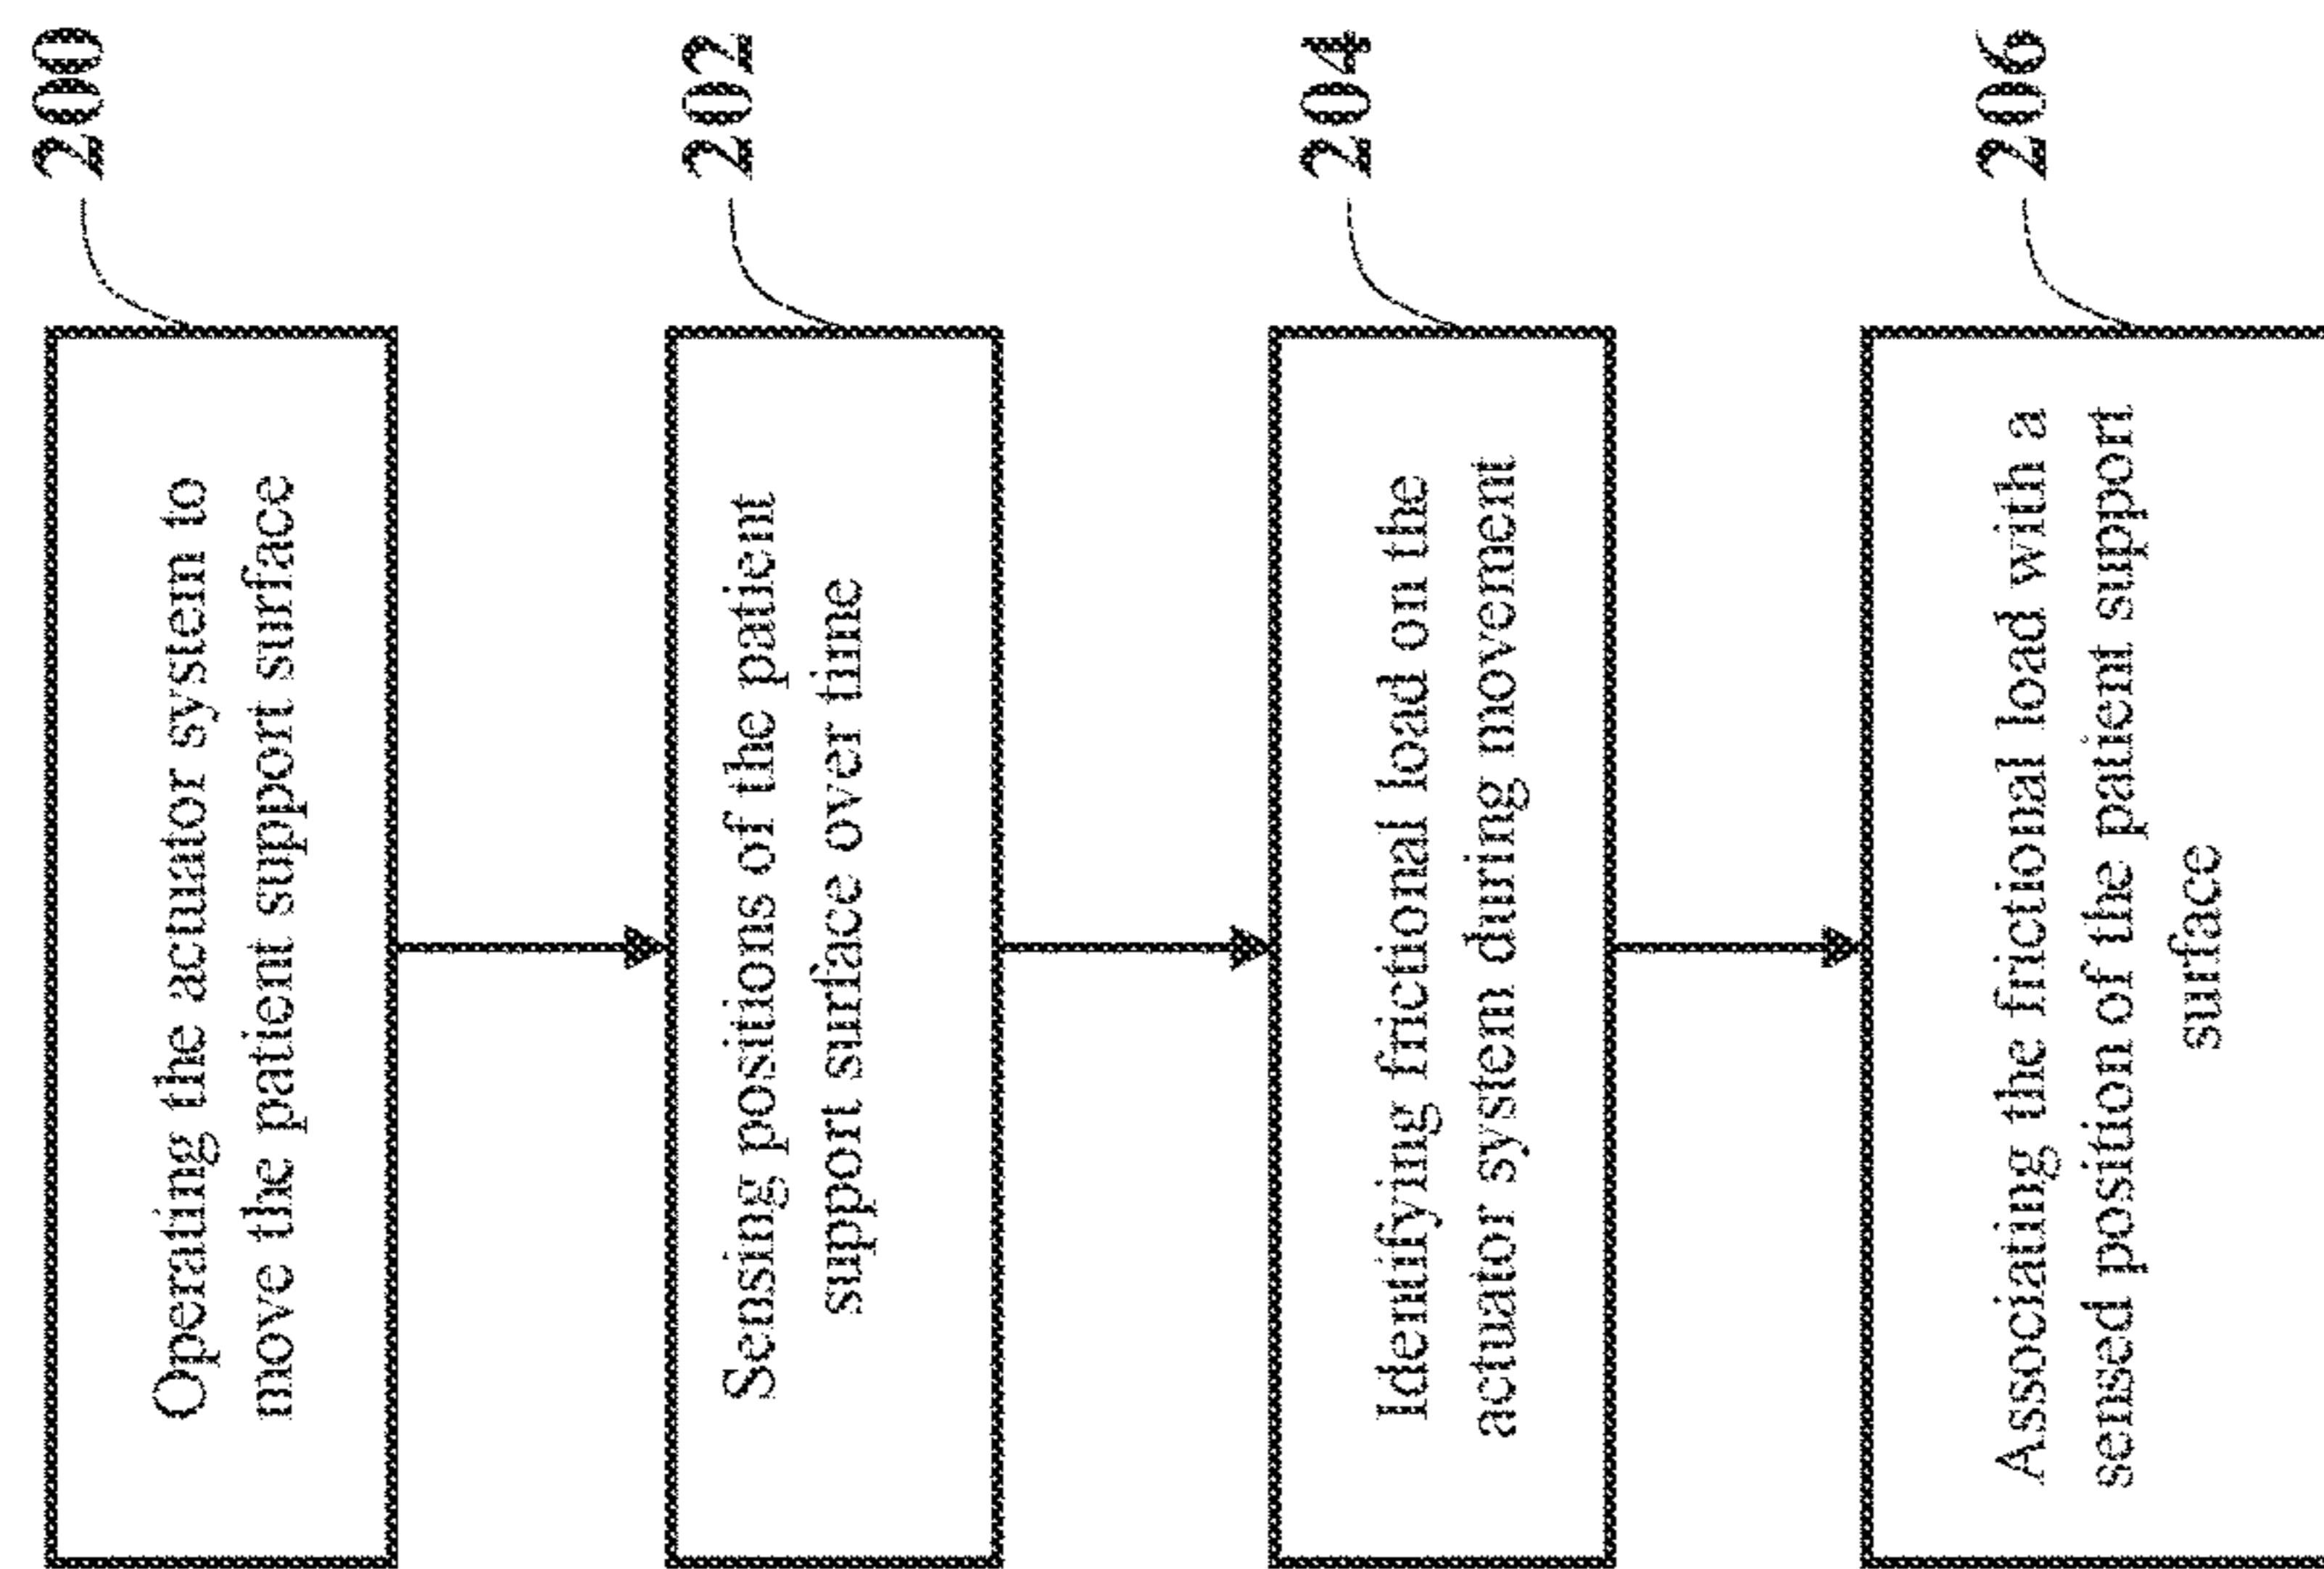 200
Operating the actuator system to
move the patient support surface
202
Sensing positions of the patient
support surface over time
204
Identifying frictional load on the
actuator system during movement
206
Associating the frictional load with a
sensed position of the patient support
surface